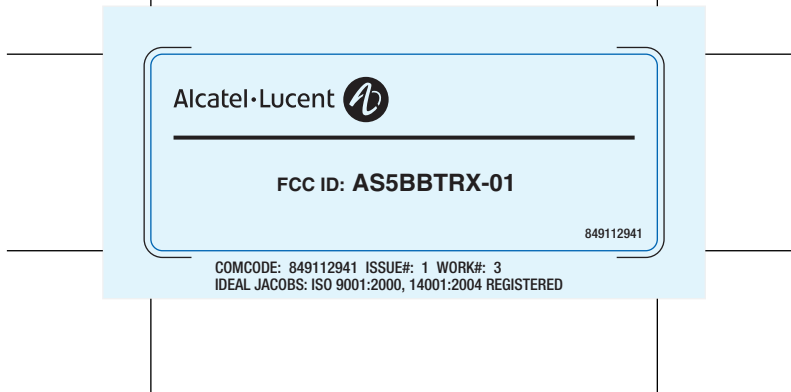 Alcatel·Lucent
FCC ID: AS5BBTRX-01
849112941
COMCODE: 849112941 ISSUE#: 1 WORK#: 3
IDEAL JACOBS: ISO 9001:2000, 14001:2004 REGISTERED